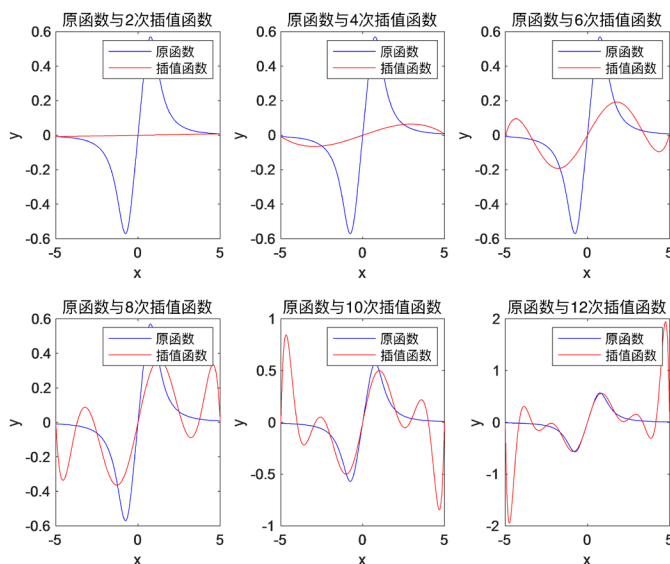 原函数与2次插值函数
原函数
插值函数
0.6
0.4
0.2
0
-0.2
-0.4
-0.6
y
-5
0
5
x
原函数与4次插值函数
原函数
插值函数
0.6
0.4
0.2
0
-0.2
-0.4
-0.6
y
-5
0
5
x
原函数与6次插值函数
原函数
插值函数
0.6
0.4
0.2
0
-0.2
-0.4
-0.6
y
-5
0
5
x
原函数与8次插值函数
原函数
插值函数
0.6
0.4
0.2
0
-0.2
-0.4
-0.6
y
-5
0
5
x
原函数与10次插值函数
原函数
插值函数
1
0.5
0
-0.5
-1
y
-5
0
5
x
原函数与12次插值函数
原函数
插值函数
2
1
0
-1
-2
y
-5
0
5
x